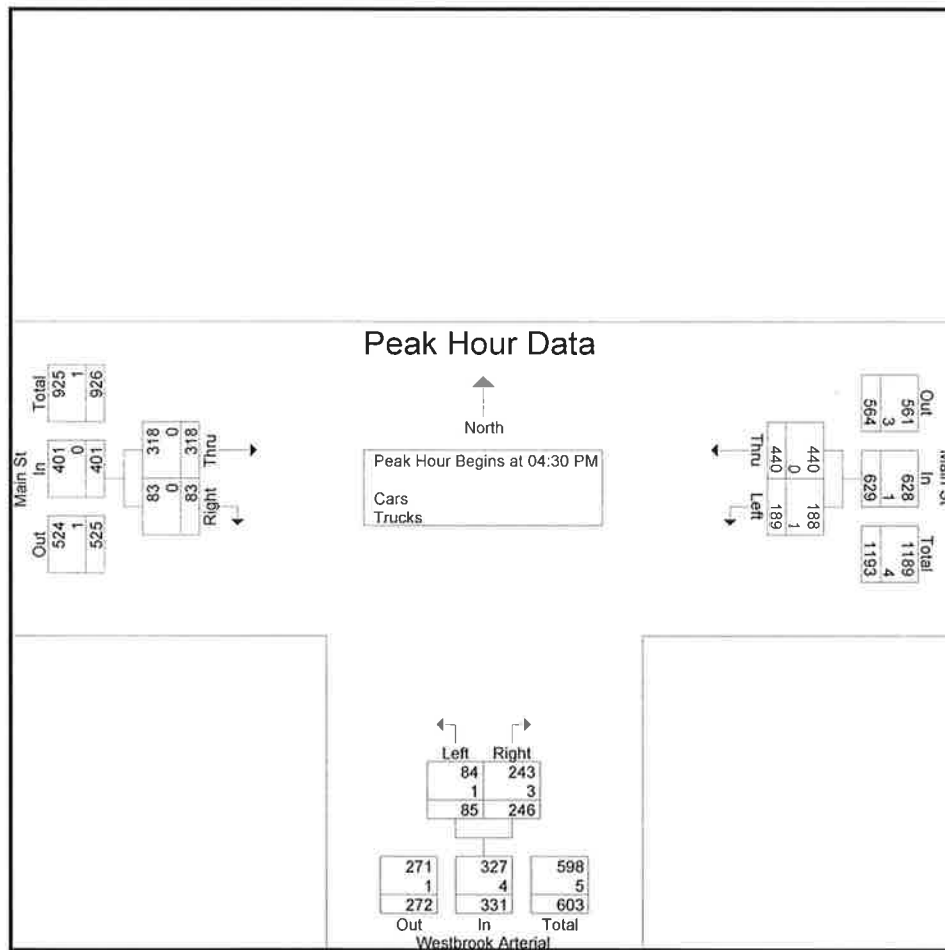 Peak Hour Data
North
Peak Hour Begins at 04:30 PM
Cars
Trucks
Main St
Total
925 1 926
In
401 0 401
Out
524 1 525
318 0 318
Thru
83 0 83
Right
Thru
440 0 440
Left
188 1 189
Out
561 3 564
In
628 1 629
Total
1189 4 1193
Main St
Left Right
84 243
1 3
85 246
271 327 598
1 4 5
272 331 603
Out In Total
Westbrook Arterial